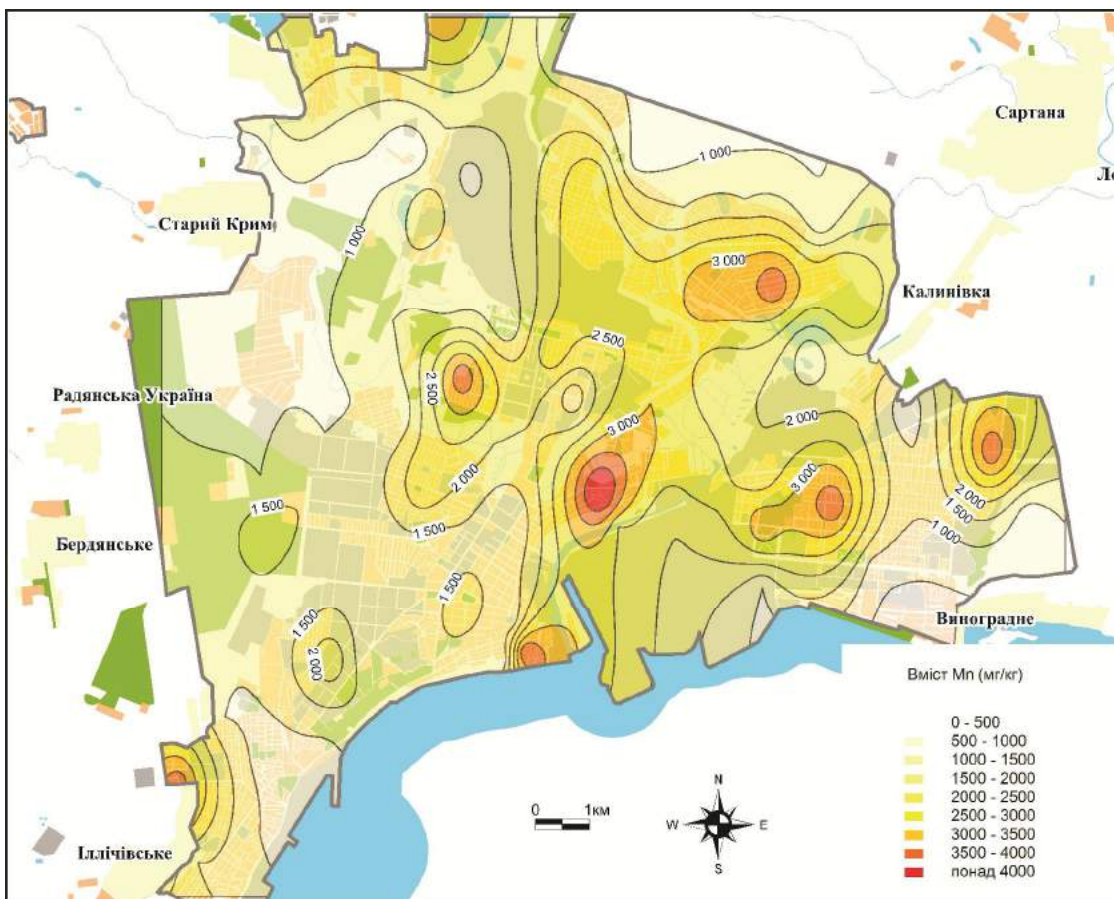 Сартана
1 000
Старий Крим
1 000
3 000
Калинівка
2 500
2 500
Радянська Україна
3 000
2 000
2 000
3 000
2 000
1 500
1 500
1 500
1 000
Бердянське
1 500
1 500
2 000
Виноградне
Вміст Mn (мг/кг)
0 - 500
500 - 1000
1000 - 1500
1500 - 2000
2000 - 2500
2500 - 3000
3000 - 3500
3500 - 4000
понад 4000
0 1км
N
W E
S
Іллічівське